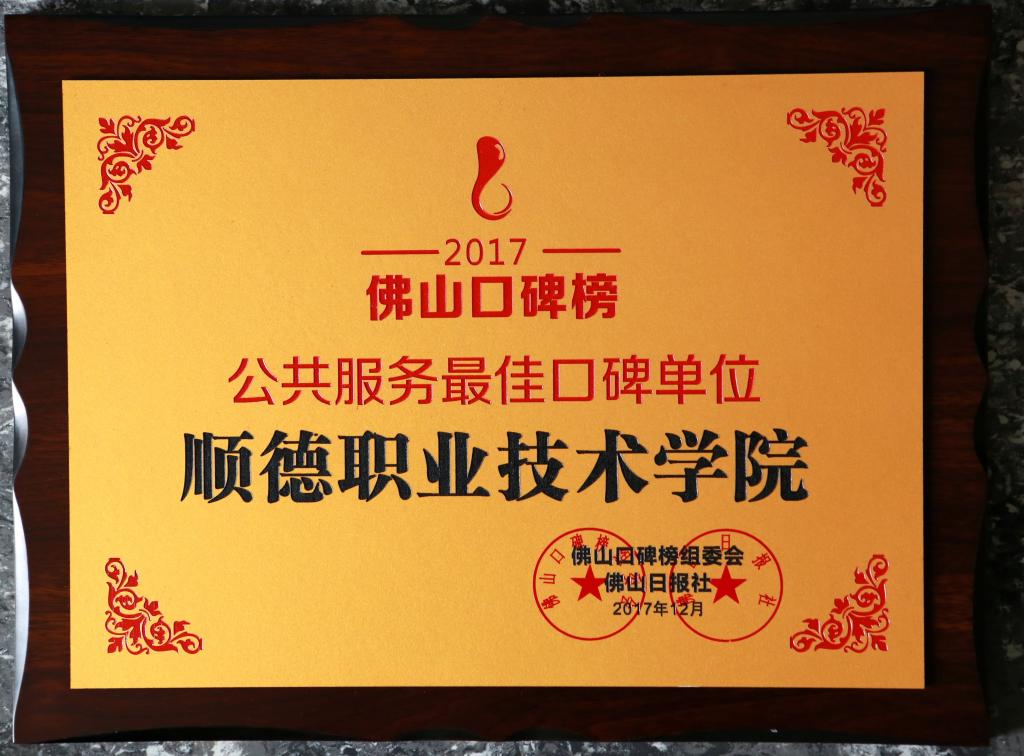 2017
佛山口碑榜
公共服务最佳口碑单位
顺德职业技术学院
佛山口碑榜组委会
佛山日报社
2017年12月